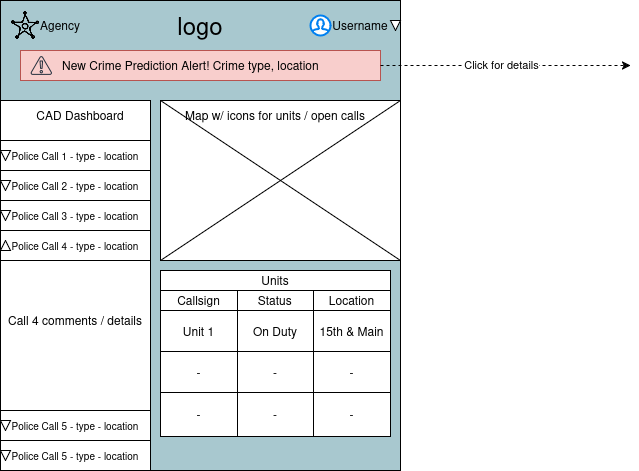 Agency
logo
Username
New Crime Prediction Alert! Crime type, location
Click for details
CAD Dashboard
Police Call 1 - type - location
Police Call 2 - type - location
Police Call 3 - type - location
Police Call 4 - type - location
Call 4 comments / details
Police Call 5 - type - location
Police Call 5 - type - location
Map w/ icons for units / open calls
Units
Callsign Status Location
Unit 1 On Duty 15th & Main
- - -
- - -